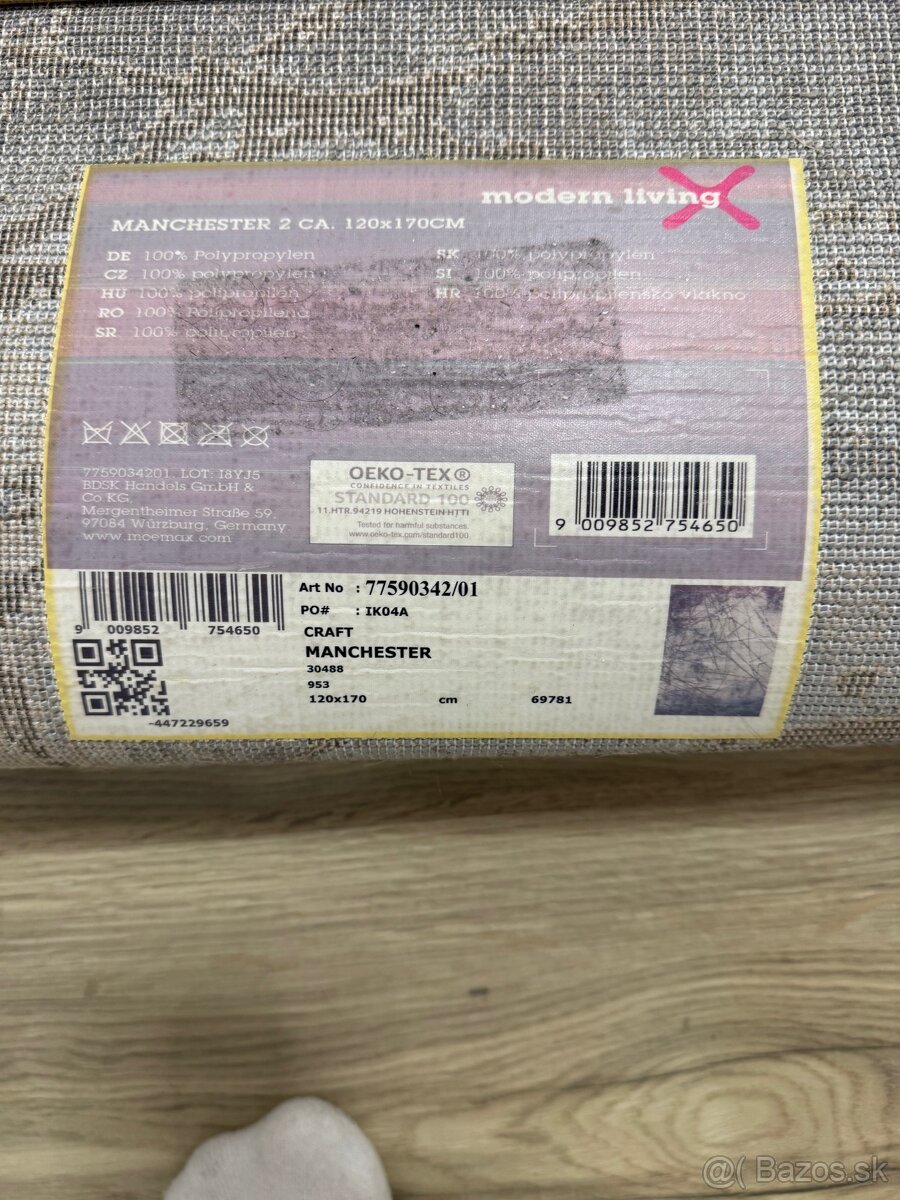 modern living
MANCHESTER 2 CA. 120x170CM
DE 100% Polypropylen
CZ 100% polypropylen
HU 100% polipropilén
RO 100% Polipropilenă
SR 100% polipropilen
SK 100% polypropylén
SI 100% polipropilen
HR 100% polipropilensko vlakno
7759034201, LOT: I8YJ5
BDSK Handels GmbH &
Co KG,
Mergentheimer Straße 59,
97084 Würzburg, Germany
www.moemax.com
OEKO-TEX®
CONFIDENCE IN TEXTILES
STANDARD 100
11.HTR.94219 HOHENSTEIN HTTI
Tested for harmful substances.
www.oeko-tex.com/standard100
9 009852 754650
9 009852 754650
-447229659
Art No : 77590342/01
PO# : IK04A
CRAFT
MANCHESTER
30488
953
120x170 cm 69781
@( Bazos.sk